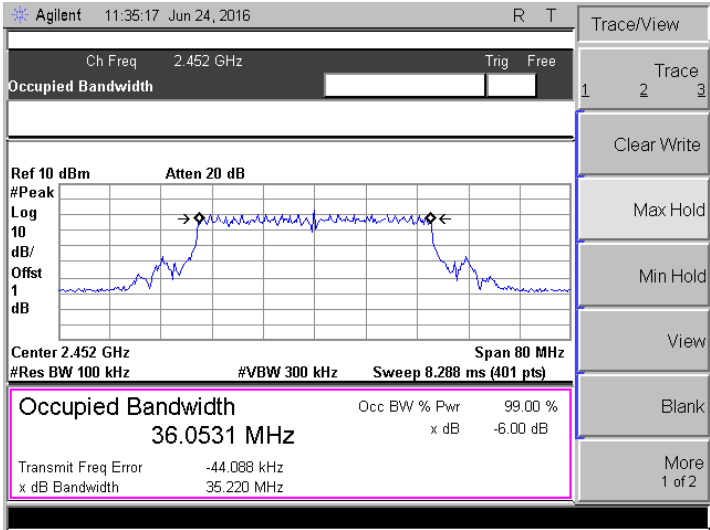 Agilent 11:35:17 Jun 24, 2016 R T
Trace/View
Ch Freq 2.452 GHz Trig Free
Occupied Bandwidth
Trace
1 2 3
Clear Write
Ref 10 dBm Atten 20 dB
#Peak
Log
10
dB/
Offst
1
dB
Max Hold
Min Hold
Center 2.452 GHz Span 80 MHz
#Res BW 100 kHz #VBW 300 kHz Sweep 8.288 ms (401 pts)
View
Occupied Bandwidth Occ BW % Pwr 99.00 %
36.0531 MHz x dB -6.00 dB
Transmit Freq Error -44.088 kHz
x dB Bandwidth 35.220 MHz
Blank
More
1 of 2